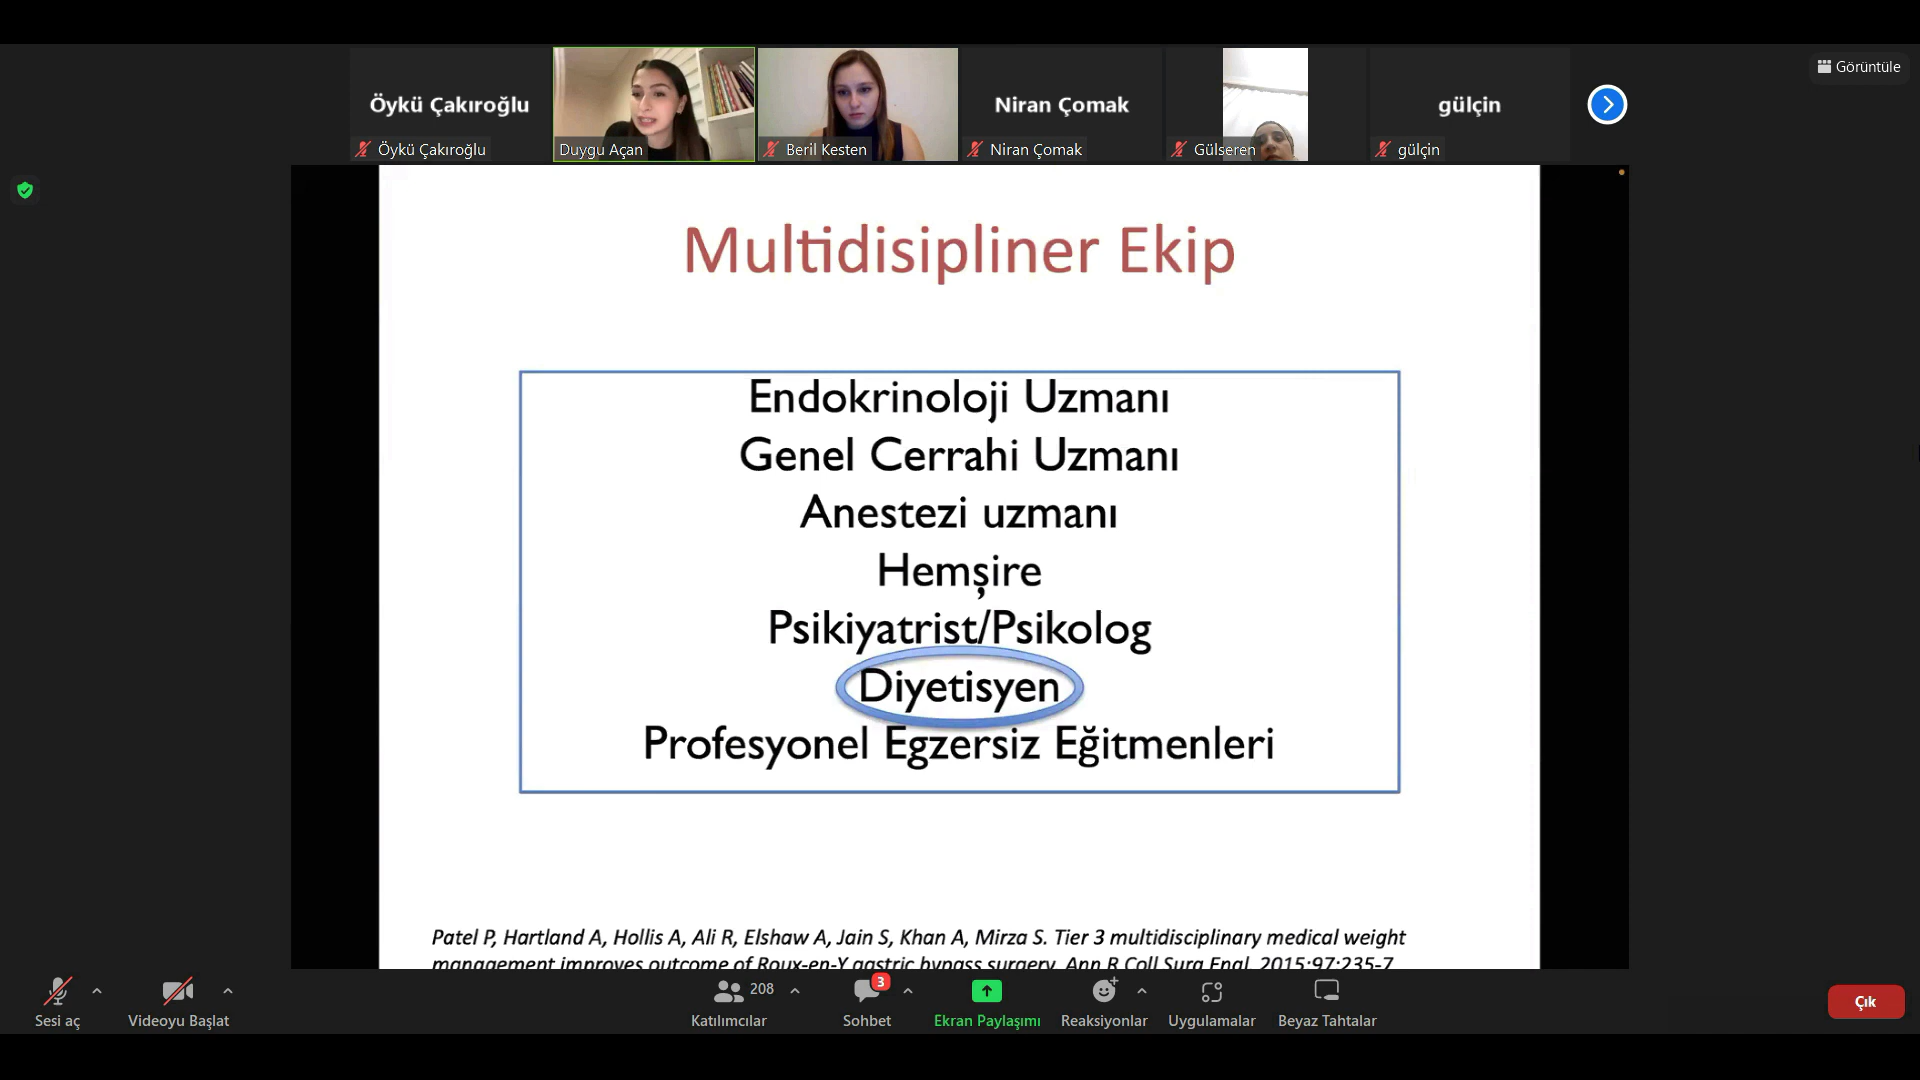 Öykü Çakıroğlu
Niran Çomak
gülçin
Görüntüle
Öykü Çakıroğlu
Duygu Açan
Beril Kesten
Niran Çomak
Gülseren
gülçin
Multidisipliner Ekip
Endokrinoloji Uzmanı
Genel Cerrahi Uzmanı
Anestezi uzmanı
Hemşire
Psikiyatrist/Psikolog
Diyetisyen
Profesyonel Egzersiz Eğitmenleri
Patel P, Hartland A, Hollis A, Ali R, Elshaw A, Jain S, Khan A, Mirza S. Tier 3 multidisciplinary medical weight
management improves outcome of Roux-en-Y gastric bypass surgery. Ann R Coll Surg Engl. 2015;97:235-7
208
3
Sesi aç
Videoyu Başlat
Katılımcılar
Sohbet
Ekran Paylaşımı
Reaksiyonlar
Uygulamalar
Beyaz Tahtalar
Çık